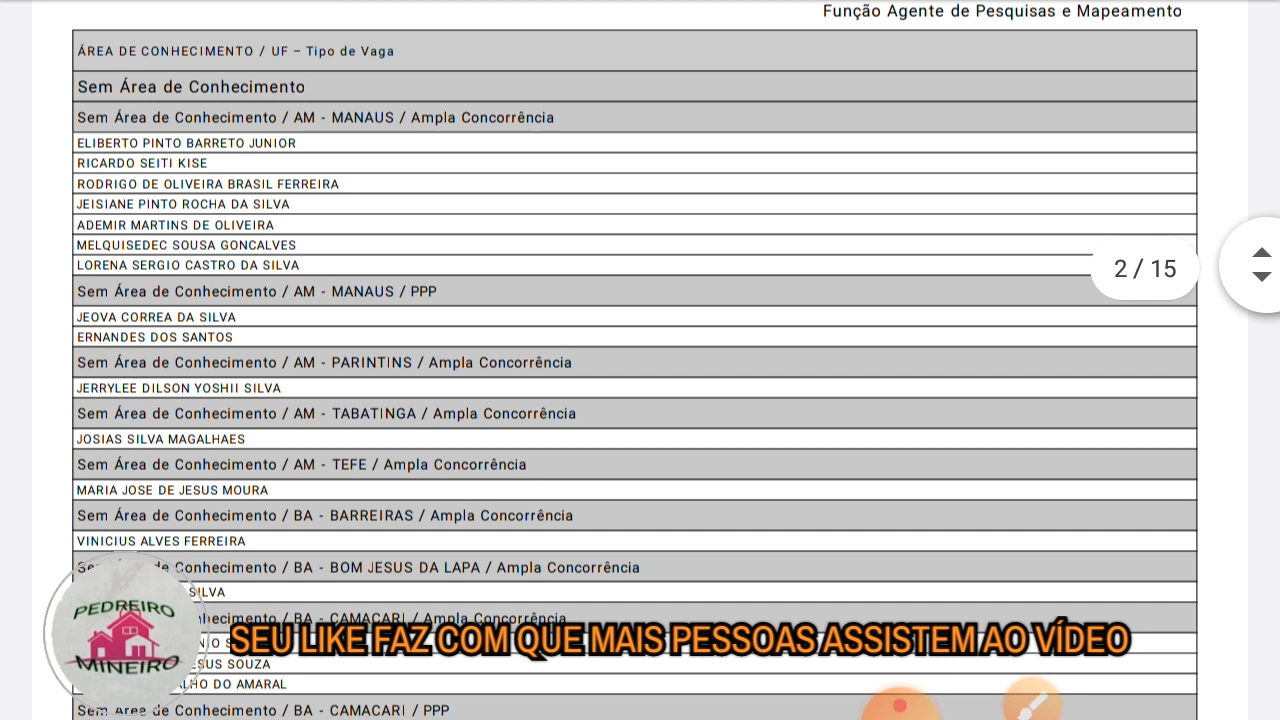 Função Agente de Pesquisas e Mapeamento
ÁREA DE CONHECIMENTO / UF – Tipo de Vaga
Sem Área de Conhecimento
Sem Área de Conhecimento / AM - MANAUS / Ampla Concorrência
ELIBERTO PINTO BARRETO JUNIOR
RICARDO SEITI KISE
RODRIGO DE OLIVEIRA BRASIL FERREIRA
JEISIANE PINTO ROCHA DA SILVA
ADEMIR MARTINS DE OLIVEIRA
MELQUISEDEC SOUSA GONCALVES
LORENA SERGIO CASTRO DA SILVA
2 / 15
Sem Área de Conhecimento / AM - MANAUS / PPP
JEOVA CORREA DA SILVA
ERNANDES DOS SANTOS
Sem Área de Conhecimento / AM - PARINTINS / Ampla Concorrência
JERRYLEE DILSON YOSHII SILVA
Sem Área de Conhecimento / AM - TABATINGA / Ampla Concorrência
JOSIAS SILVA MAGALHAES
Sem Área de Conhecimento / AM - TEFE / Ampla Concorrência
MARIA JOSE DE JESUS MOURA
Sem Área de Conhecimento / BA - BARREIRAS / Ampla Concorrência
VINICIUS ALVES FERREIRA
Conhecimento / BA - BOM JESUS DA LAPA / Ampla Concorrência
SILVA
/ BA - CAMACARI / Ampla Concorrência
SEU LIKE FAZ COM QUE MAIS PESSOAS ASSISTEM AO VÍDEO
SOUZA
DO AMARAL
Sem Área de Conhecimento / BA - CAMACARI / PPP
PEDREIRO
MINEIRO